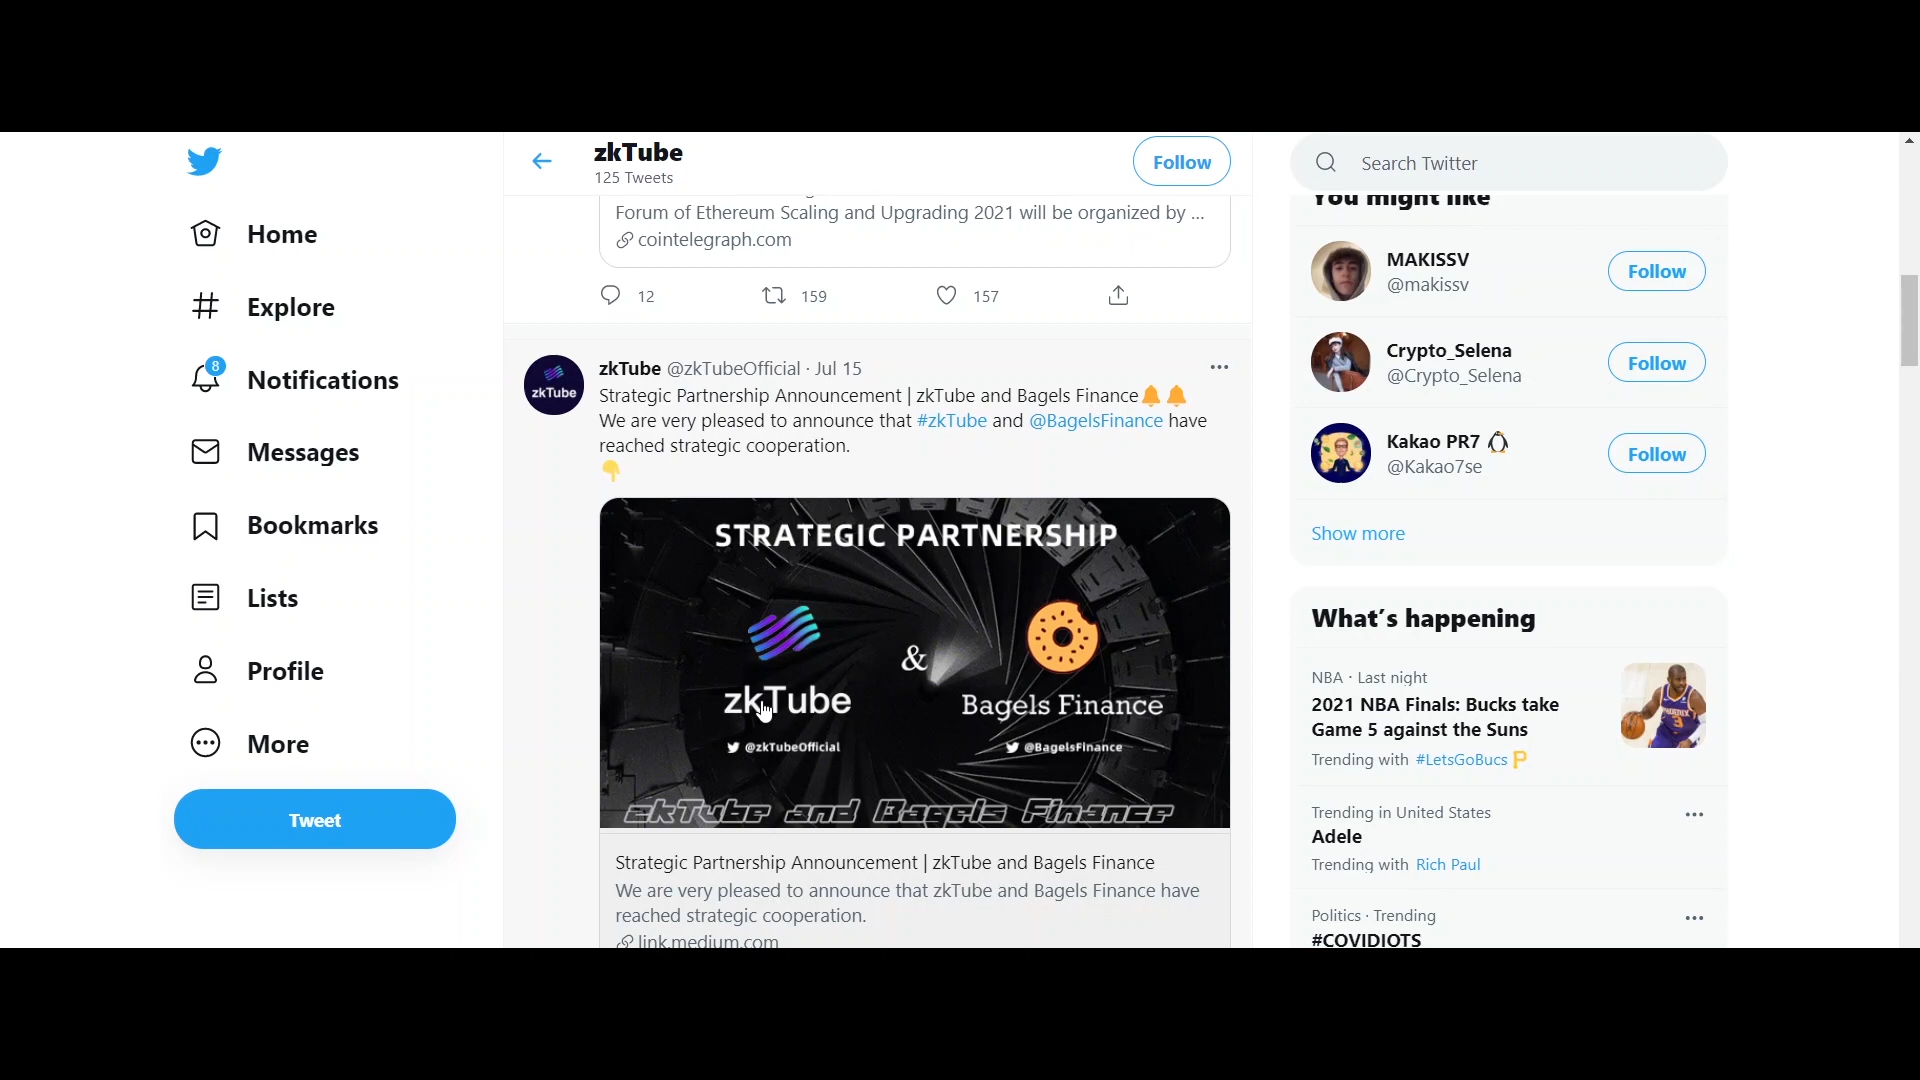 Home
Explore
8
Notifications
Messages
Bookmarks
Lists
Profile
More
Tweet
zkTube
125 Tweets
Follow
Forum of Ethereum Scaling and Upgrading 2021 will be organized by ...
cointelegraph.com
12
159
157
zkTube
zkTube @zkTubeOfficial · Jul 15
Strategic Partnership Announcement | zkTube and Bagels Finance🔔🔔
We are very pleased to announce that #zkTube and @BagelsFinance have
reached strategic cooperation.
👇
STRATEGIC PARTNERSHIP
zkTube
&
Bagels Finance
@zkTubeOfficial
@BagelsFinance
zkTube and Bagels Finance
Strategic Partnership Announcement | zkTube and Bagels Finance
We are very pleased to announce that zkTube and Bagels Finance have
reached strategic cooperation.
link.medium.com
Search Twitter
You might like
MAKISSV
@makissv
Follow
Crypto_Selena
@Crypto_Selena
Follow
Kakao PR7 🐧
@Kakao7se
Follow
Show more
What's happening
NBA · Last night
2021 NBA Finals: Bucks take
Game 5 against the Suns
Trending with #LetsGoBucs
Trending in United States
Adele
Trending with Rich Paul
Politics · Trending
#COVIDIOTS